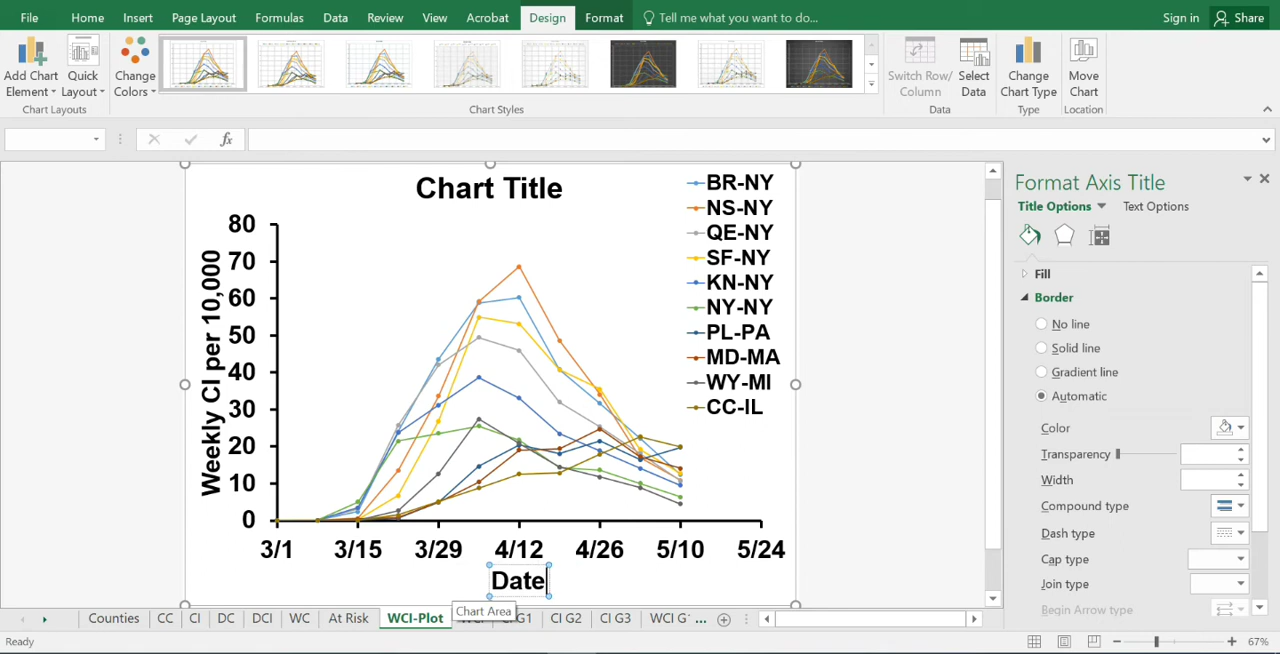 File Home Insert Page Layout Formulas Data Review View Acrobat Design Format Tell me what you want to do... Sign in Share
Add Chart Element Quick Layout Change Colors Switch Row/ Column Select Data Change Chart Type Move Chart
Chart Layouts Chart Styles Data Type Location
fx
Format Axis Title
Title Options Text Options
Fill
Border
No line
Solid line
Gradient line
Automatic
Color
Transparency
Width
Compound type
Dash type
Cap type
Join type
Begin Arrow type
Chart Title
BR-NY
NS-NY
QE-NY
SF-NY
KN-NY
NY-NY
PL-PA
MD-MA
WY-MI
CC-IL
Weekly CI per 10,000
80
70
60
50
40
30
20
10
0
3/1 3/15 3/29 4/12 4/26 5/10 5/24
Date
Chart Area
Counties CC CI DC DCI WC At Risk WCI-Plot CI G2 CI G3 WCI G ...
Ready 67%